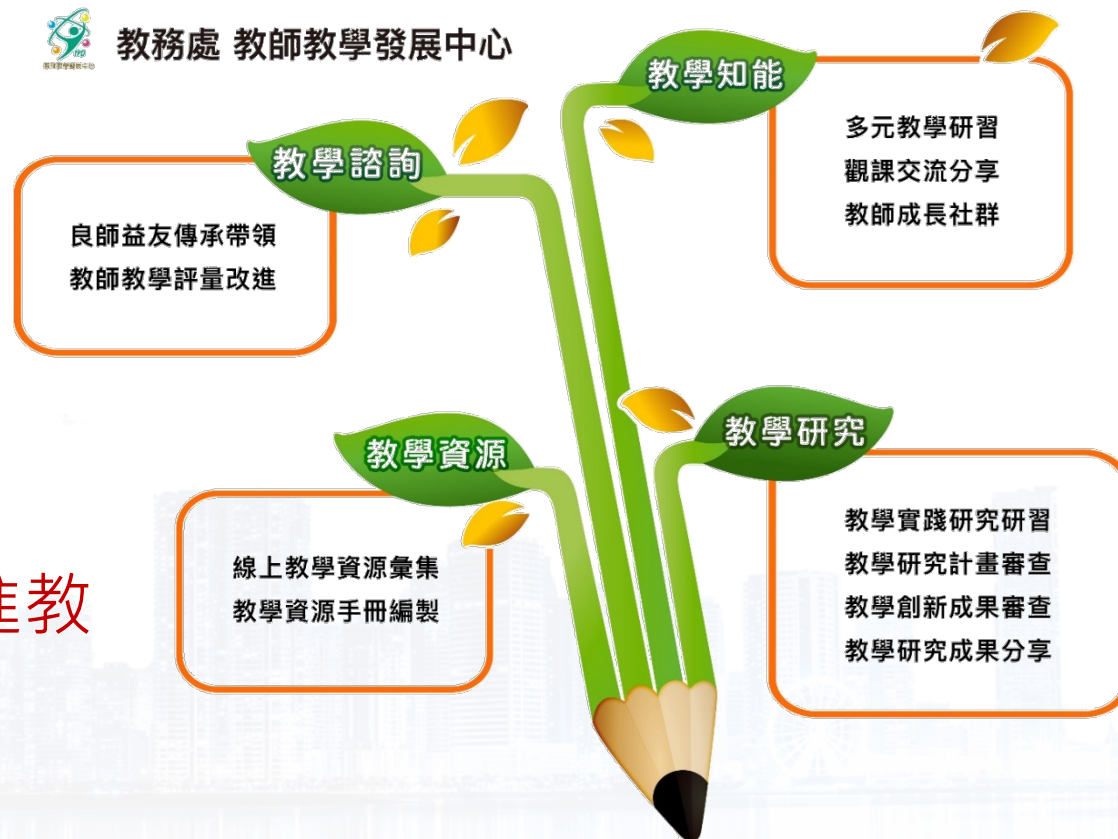 教務處 教師教學發展中心
教學知能
多元教學研習
觀課交流分享
教師成長社群
教學諮詢
良師益友傳承帶領
教師教學評量改進
教學資源
線上教學資源彙集
教學資源手冊編製
教學研究
教學實踐研究研習
教學研究計畫審查
教學創新成果審查
教學研究成果分享
進教